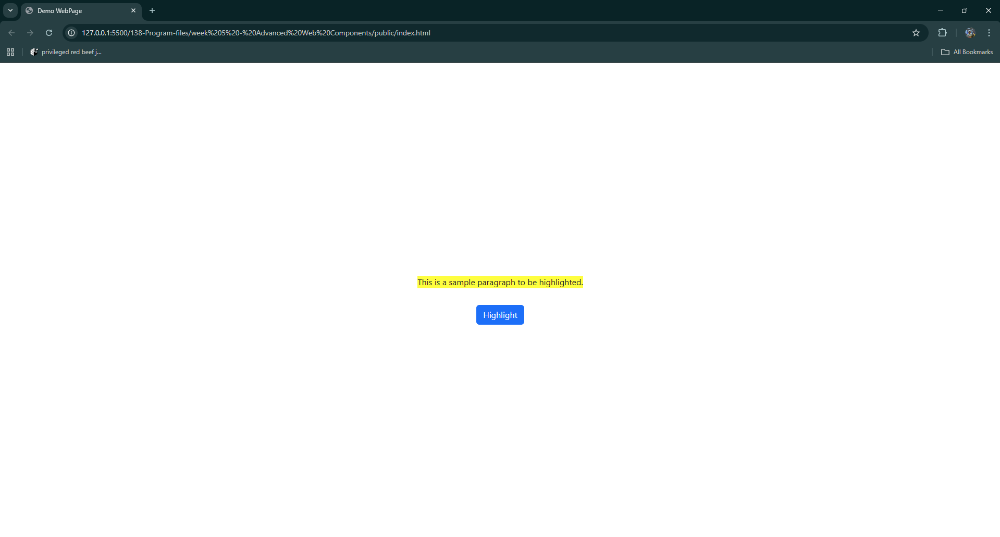 Demo WebPage
127.0.0.1:5500/138-Program-files/week%205%20-%20Advanced%20Web%20Components/public/index.html
privileged red beef j...
All Bookmarks
This is a sample paragraph to be highlighted.
Highlight